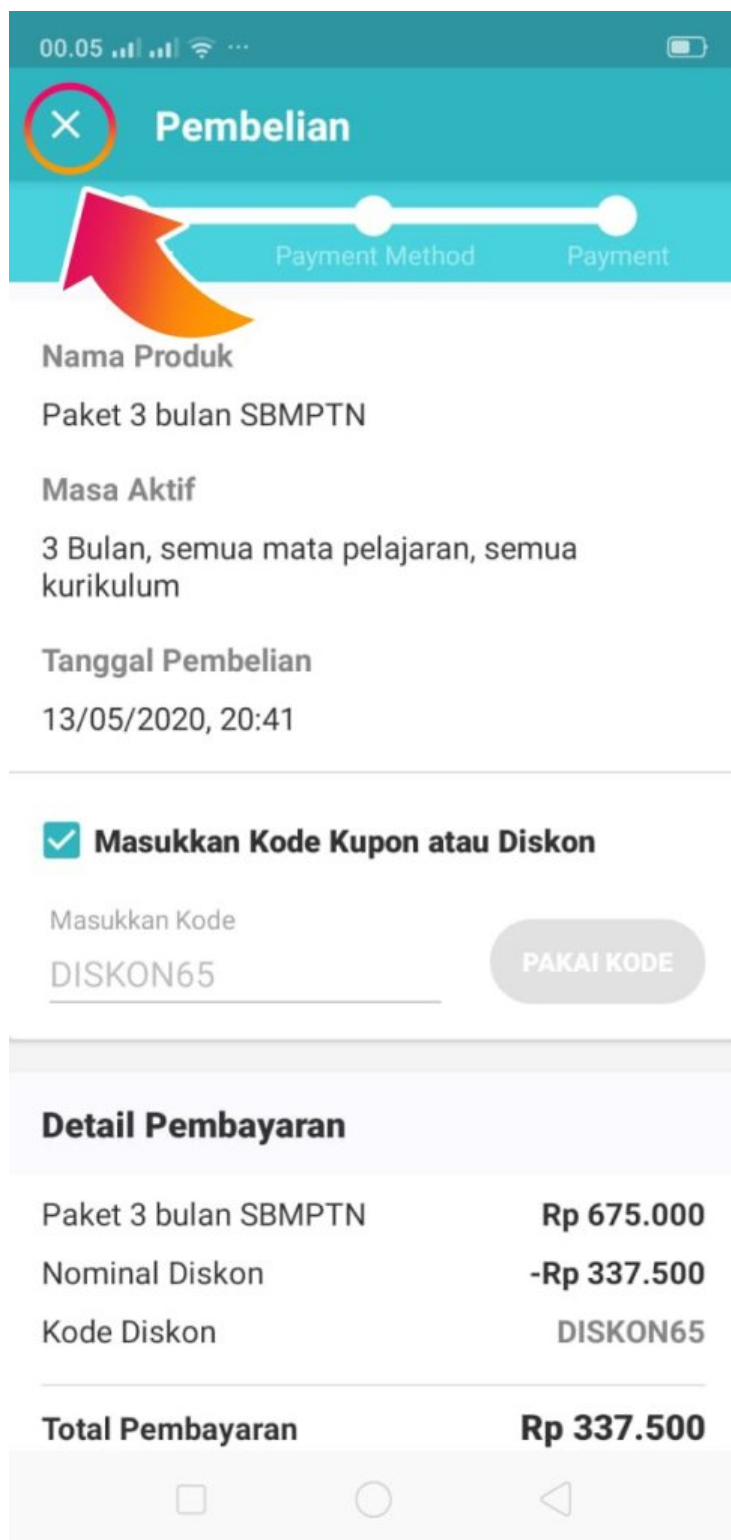 00.05
Pembelian
Payment Method Payment
Nama Produk
Paket 3 bulan SBMPTN
Masa Aktif
3 Bulan, semua mata pelajaran, semua
kurikulum
Tanggal Pembelian
13/05/2020, 20:41
Masukkan Kode Kupon atau Diskon
Masukkan Kode
DISKON65
PAKAI KODE
Detail Pembayaran
Paket 3 bulan SBMPTN Rp 675.000
Nominal Diskon -Rp 337.500
Kode Diskon DISKON65
Total Pembayaran Rp 337.500